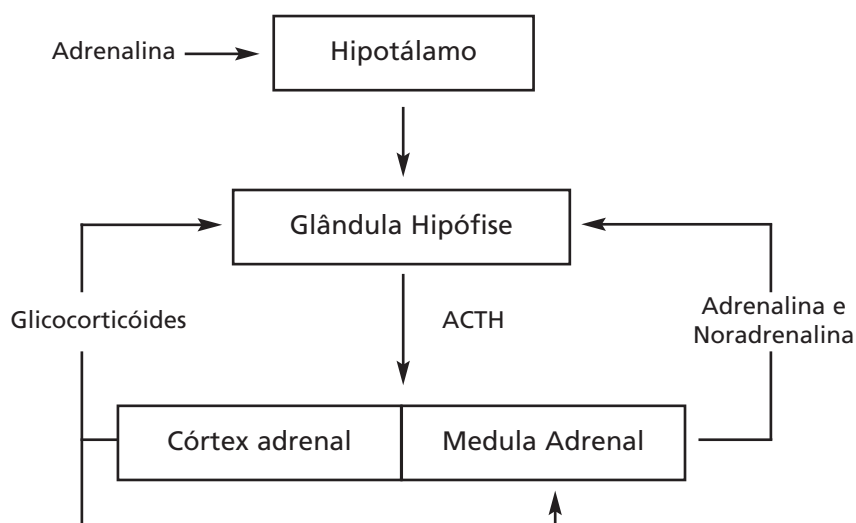 Adrenalina
Hipotálamo
Glândula Hipófise
Glicocorticóides
ACTH
Adrenalina e
Noradrenalina
Córtex adrenal
Medula Adrenal